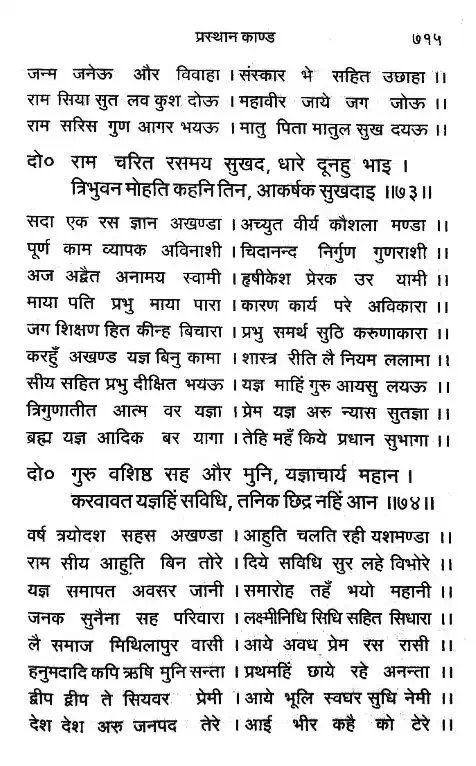 प्रस्थान काण्ड ७१५
जन्म जनेऊ और विवाहा । संस्कार भे सहित उछाहा ।।
राम सिया सुत लव कुश दोऊ । महावीर जाये जग जोऊ ।।
राम सरिस गुण आगर भयऊ । मातु पिता मातुल सुख दयऊ ।।
दो० राम चरित रसमय सुखद, धारे दूनहु भाइ ।
त्रिभुवन मोहति कहनि तिन, आकर्षक सुखदाइ ।।७३।।
सदा एक रस ज्ञान अखण्डा । अच्युत वीर्य कौशला मण्डा ।।
पूर्ण काम व्यापक अविनाशी । चिदानन्द निर्गुण गुणराशी ।।
अज अद्वैत अनामय स्वामी । हृषीकेश प्रेरक उर यामी ।।
माया पति प्रभु माया पारा । कारण कार्य परे अविकारा ।।
जग शिक्षण हित कीन्ह बिचारा । प्रभु समर्थ सुठि करुणाकारा ।।
करहुँ अखण्ड यज्ञ बिनु कामा । शास्त्र रीति लै नियम ललामा ।।
सीय सहित प्रभु दीक्षित भयऊ । यज्ञ माहिं गुरु आयसु लयऊ ।।
त्रिगुणातीत आत्म वर यज्ञा । प्रेम यज्ञ अरु न्यास सुतज्ञा ।।
ब्रह्म यज्ञ आदिक बर यागा । तेहि महँ किये प्रधान सुभागा ।।
दो० गुरु वशिष्ठ सह और मुनि, यज्ञाचार्य महान ।
करवावत यज्ञहिं सविधि, तनिक छिद्र नहिं आन ।।७४।।
वर्ष त्रयोदश सहस अखण्डा । आहुति चलति रही यशमण्डा ।।
राम सीय आहुति बिन तोरे । दिये सविधि सुर लहे विभोरे ।।
यज्ञ समापत अवसर जानी । समारोह तहँ भयो महानी ।।
जनक सुनैना सह परिवारा । लक्ष्मीनिधि सिधि सहित सिधारा ।।
लै समाज मिथिलापुर वासी । आये अवध प्रेम रस रासी ।।
हनुमदादि कपि ऋषि मुनि सन्ता । प्रथमहिं छाये रहे अनन्ता ।।
द्वीप द्वीप ते सियवर प्रेमी । आये भूलि स्वघर सुधि नेमी ।।
देश देश अरु जनपद तेरे । आई भीर कहै को टेरे ।।